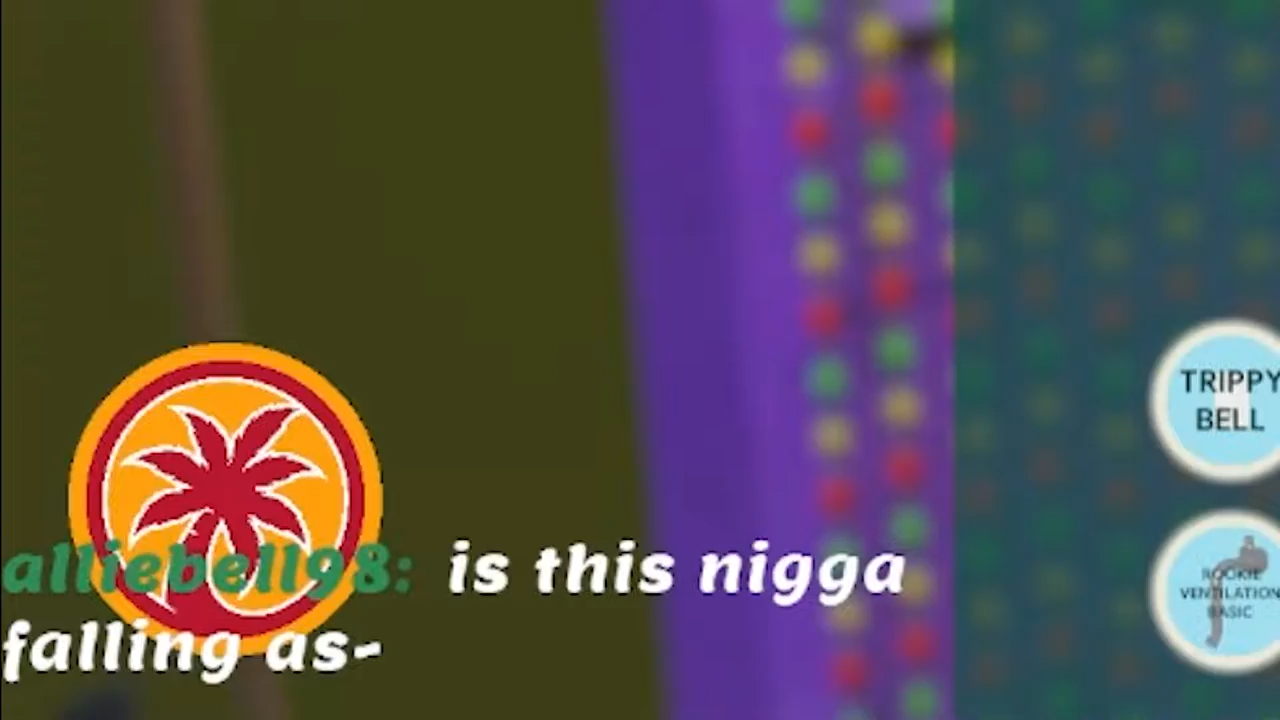 TRIPPY
BELL
alliebell98: is this nigga
falling as-
ROOKIE
VENTILATION
BASIC